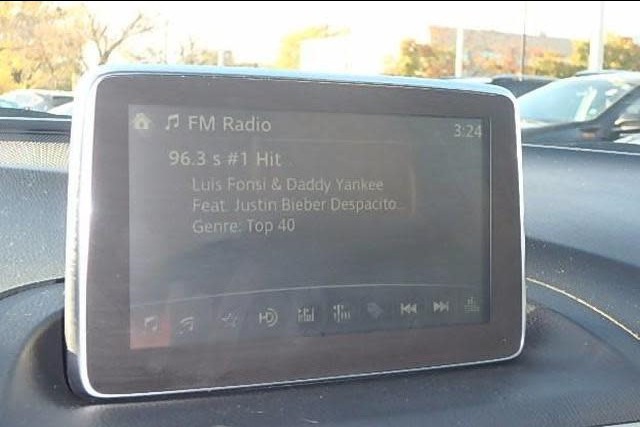 FM Radio
3:24
96.3 s #1 Hit
Luis Fonsi & Daddy Yankee
Feat. Justin Bieber Despacito..
Genre: Top 40